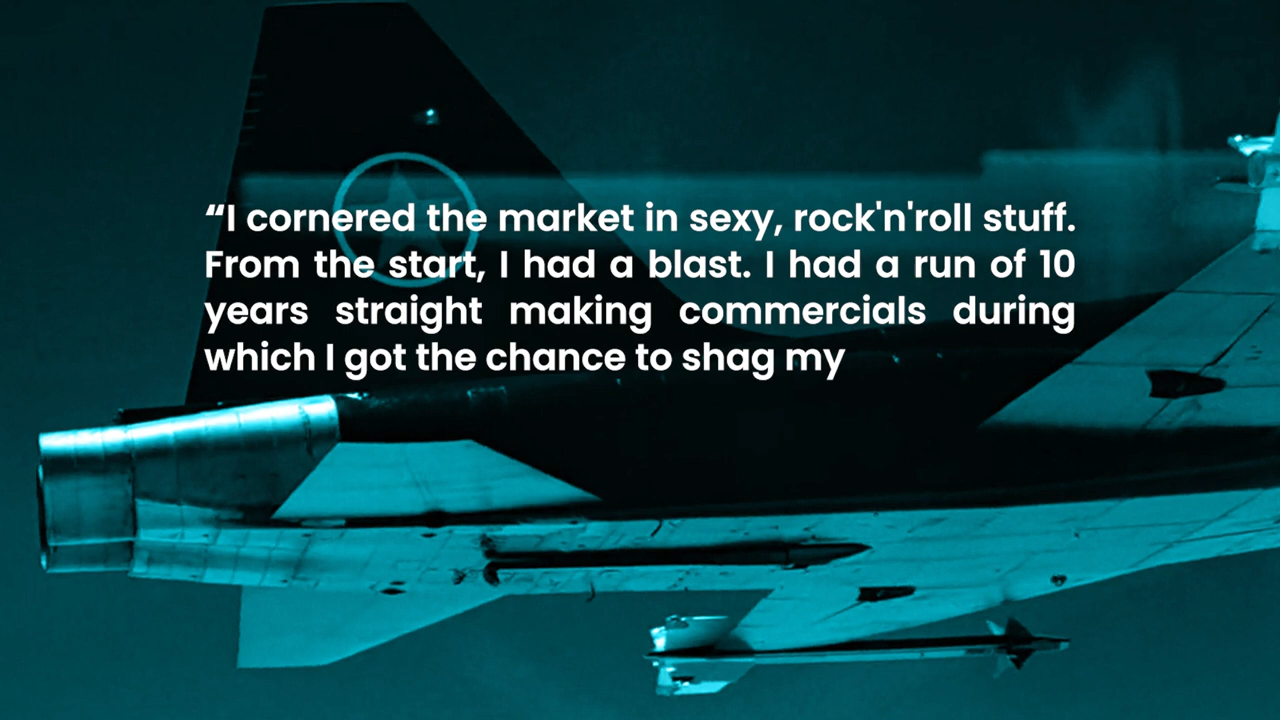 “I cornered the market in sexy, rock'n'roll stuff.
From the start, I had a blast. I had a run of 10
years straight making commercials during
which I got the chance to shag my